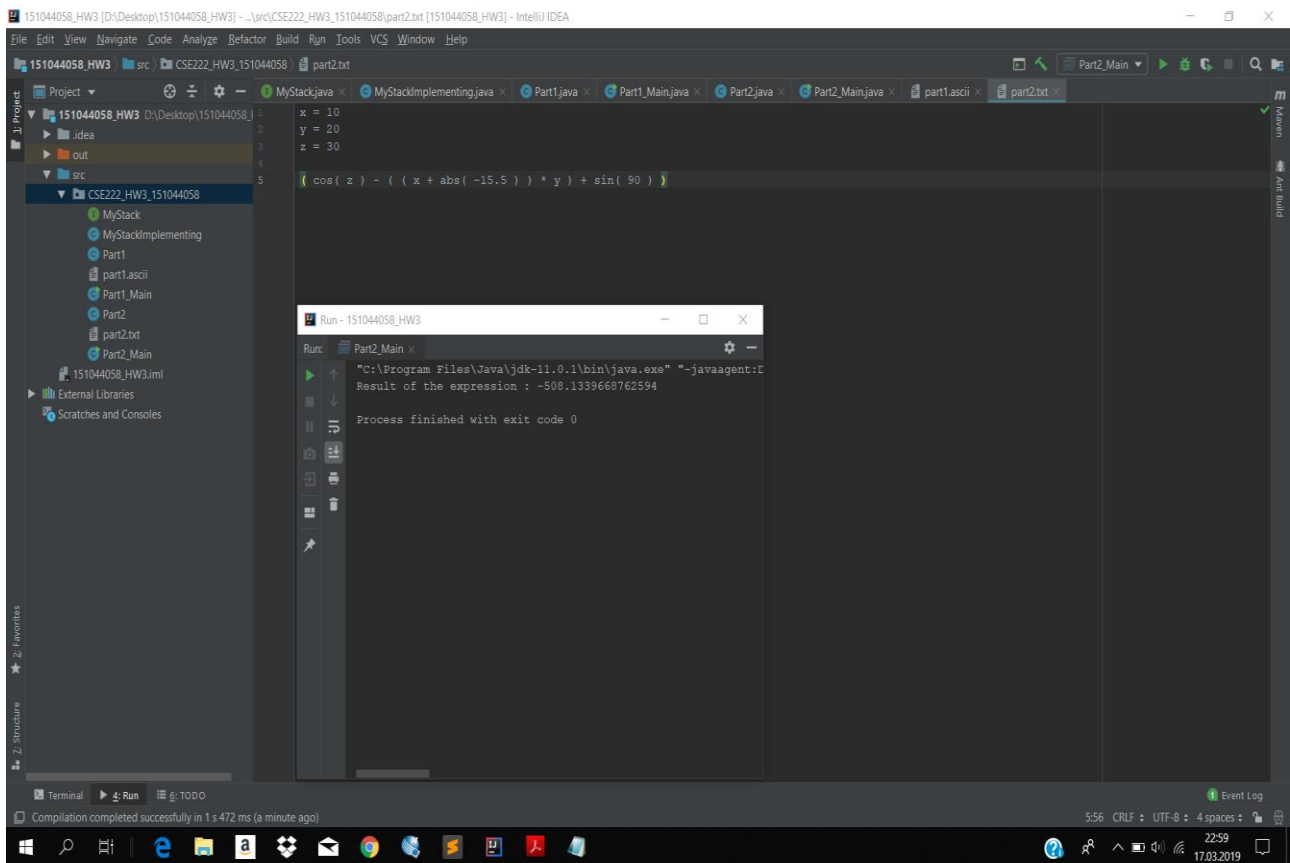 151044058_HW3 [D:\Desktop\151044058_HW3] - ...\src\CSE222_HW3_151044058\part2.txt [151044058_HW3] - IntelliJ IDEA
File Edit View Navigate Code Analyze Refactor Build Run Tools VCS Window Help
151044058_HW3 src CSE222_HW3_151044058 part2.txt
Part2_Main
Project
MyStack.java MyStackImplementing.java Part1.java Part1_Main.java Part2.java Part2_Main.java part1.ascii part2.txt
1: Project
151044058_HW3 D:\Desktop\151044058_
.idea
out
src
CSE222_HW3_151044058
MyStack
MyStackImplementing
Part1
part1.ascii
Part1_Main
Part2
part2.txt
Part2_Main
151044058_HW3.iml
External Libraries
Scratches and Consoles
1 x = 10
2 y = 20
3 z = 30
4
5 ( cos( z ) - ( ( x + abs( -15.5 ) ) * y ) + sin( 90 ) )
m Maven
Ant Build
Run - 151044058_HW3
Run: Part2_Main
"C:\Program Files\Java\jdk-11.0.1\bin\java.exe" "-javaagent:D
Result of the expression : -508.1339668762594
Process finished with exit code 0
2: Favorites
7: Structure
Terminal 4: Run 6: TODO
1 Event Log
Compilation completed successfully in 1 s 472 ms (a minute ago)
5:56 CRLF UTF-8 4 spaces
22:59
17.03.2019